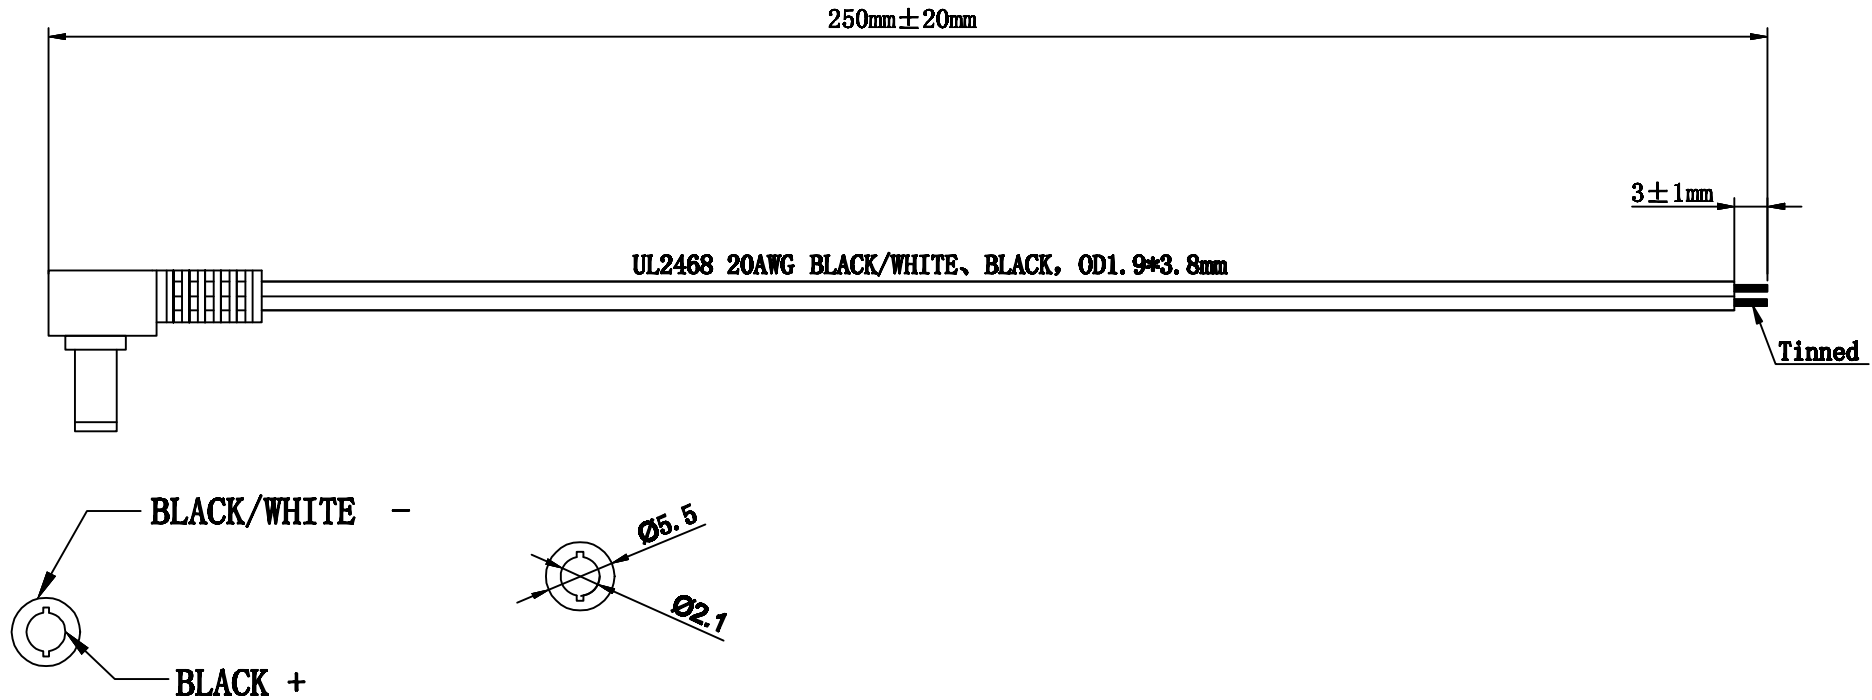 250mm±20mm
3±1mm
UL2468 20AWG BLACK/WHITE、BLACK, OD1.9*3.8mm
Tinned
BLACK/WHITE -
Ø5.5
Ø2.1
BLACK +